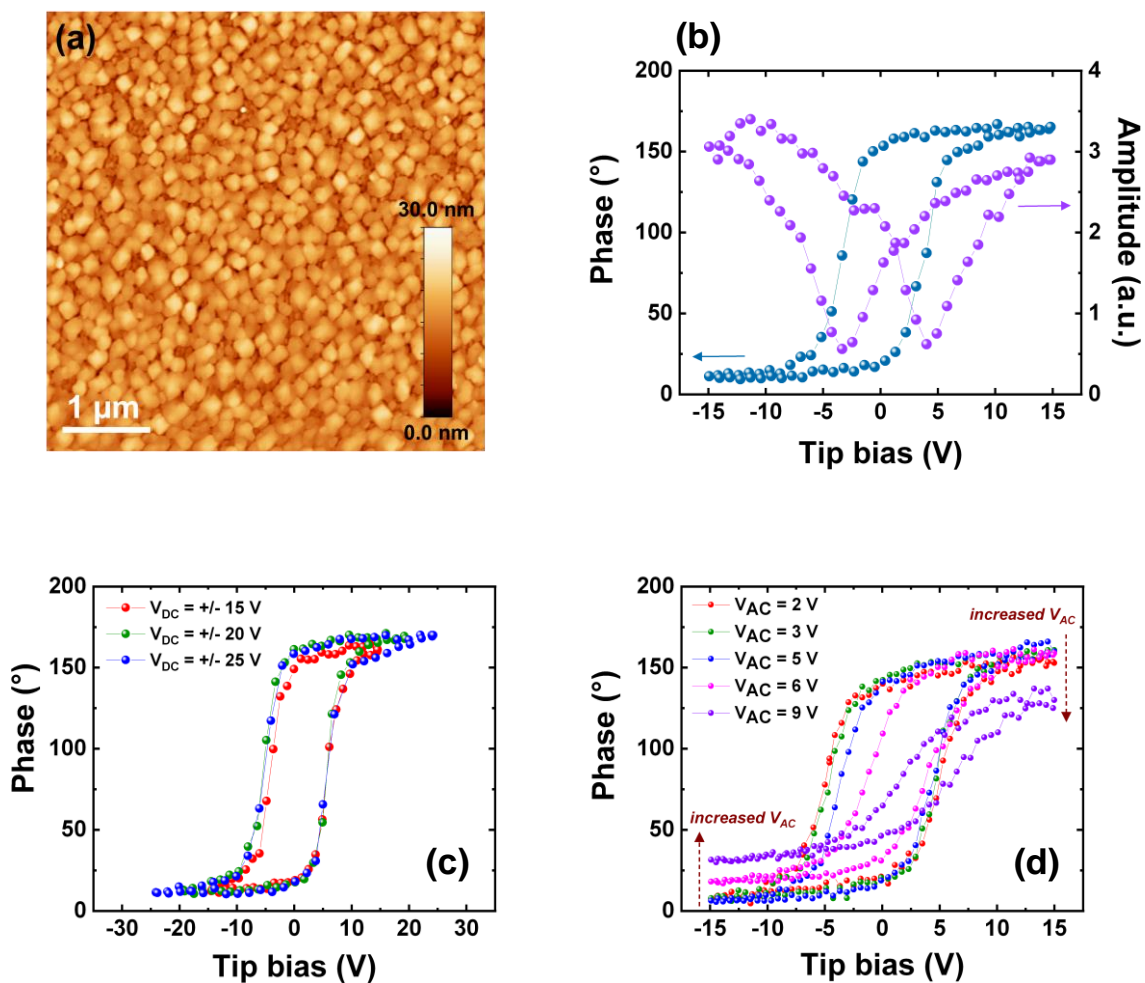 (a)
30.0 nm
0.0 nm
1 µm
(b)
200
150
100
50
0
Phase (°)
4
3
2
1
0
Amplitude (a.u.)
-15 -10 -5 0 5 10 15
Tip bias (V)
200
150
100
50
0
Phase (°)
V_DC = +/- 15 V
V_DC = +/- 20 V
V_DC = +/- 25 V
(c)
-30 -20 -10 0 10 20 30
Tip bias (V)
200
150
100
50
0
Phase (°)
V_AC = 2 V
V_AC = 3 V
V_AC = 5 V
V_AC = 6 V
V_AC = 9 V
increased V_AC
increased V_AC
(d)
-15 -10 -5 0 5 10 15
Tip bias (V)